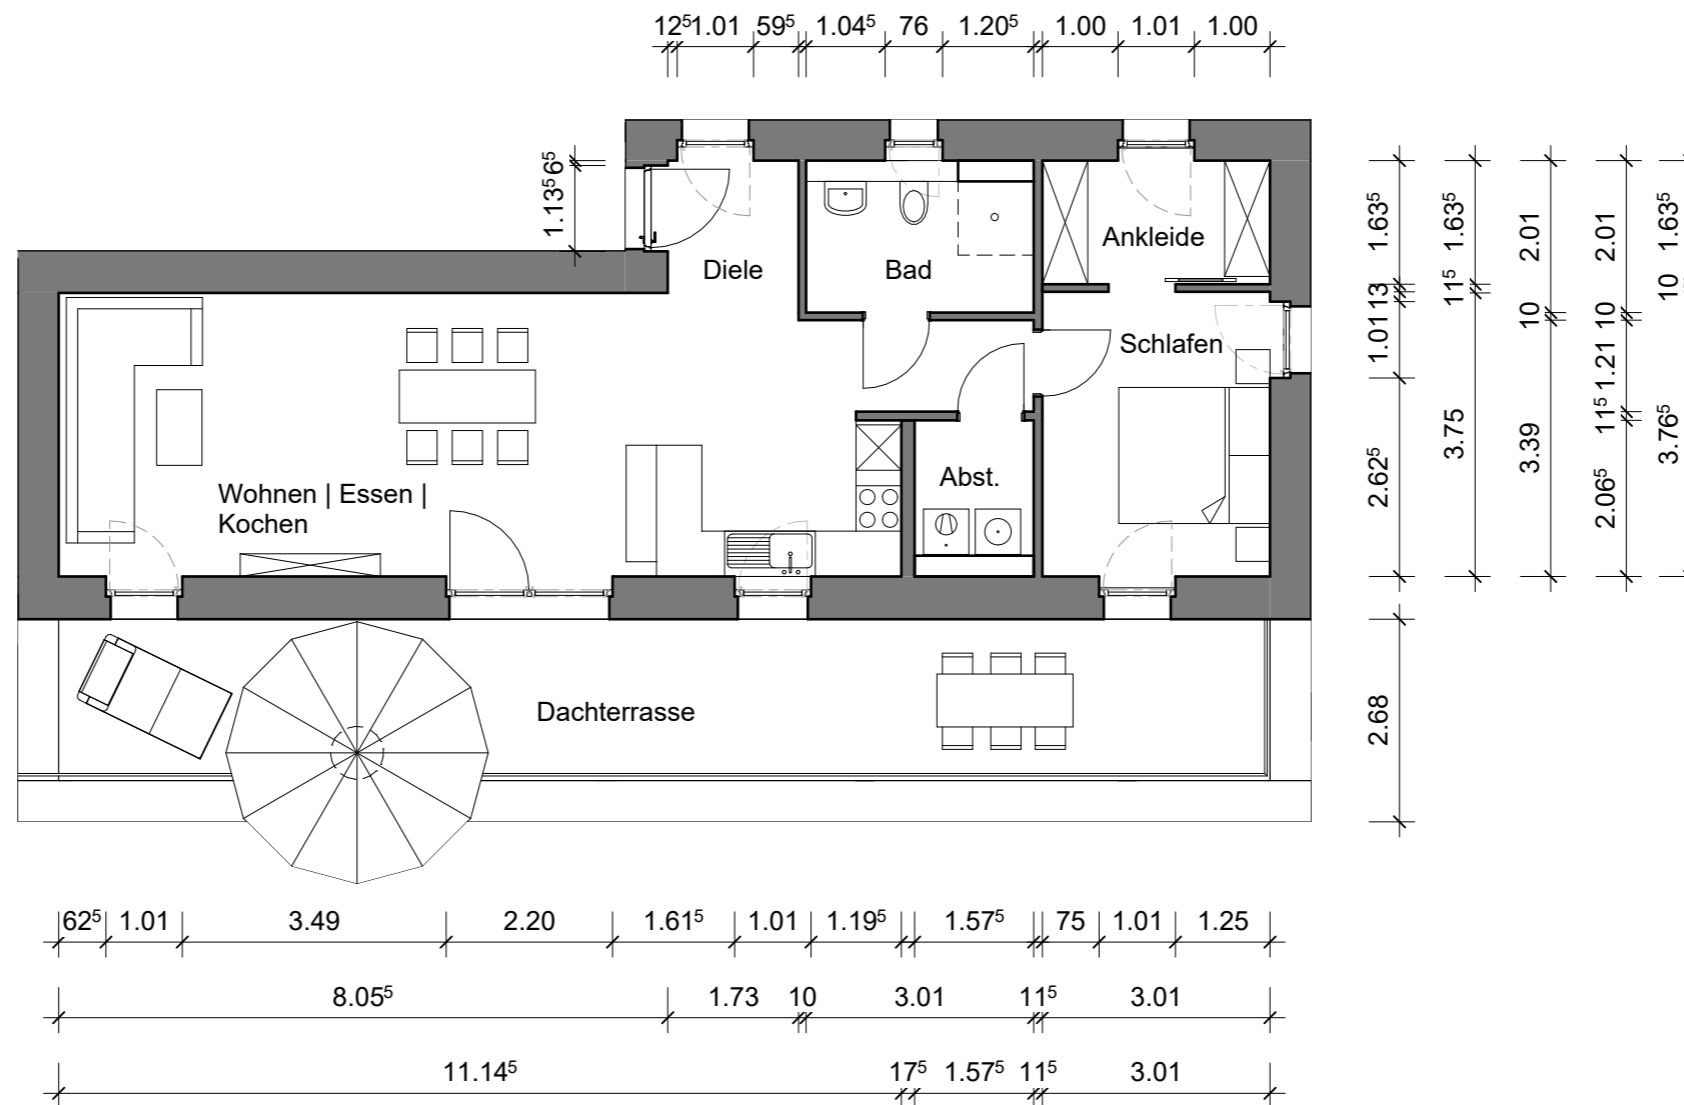 12⁵ 1.01 59⁵ 1.04⁵ 76 1.20⁵ 1.00 1.01 1.00
1.13⁵ 6⁵
Diele
Bad
Ankleide
Schlafen
Abst.
Wohnen | Essen |
Kochen
Dachterrasse
1.63⁵ 13 1.01 2.62⁵
2.68
1.63⁵ 11⁵ 3.75
2.01 10 3.39
2.01 10 1.21 11⁵ 2.06⁵
1.63⁵ 10 3.76⁵
62⁵ 1.01 3.49 2.20 1.61⁵ 1.01 1.19⁵ 1.57⁵ 75 1.01 1.25
8.05⁵ 1.73 10 3.01 11⁵ 3.01
11.14⁵ 17⁵ 1.57⁵ 11⁵ 3.01